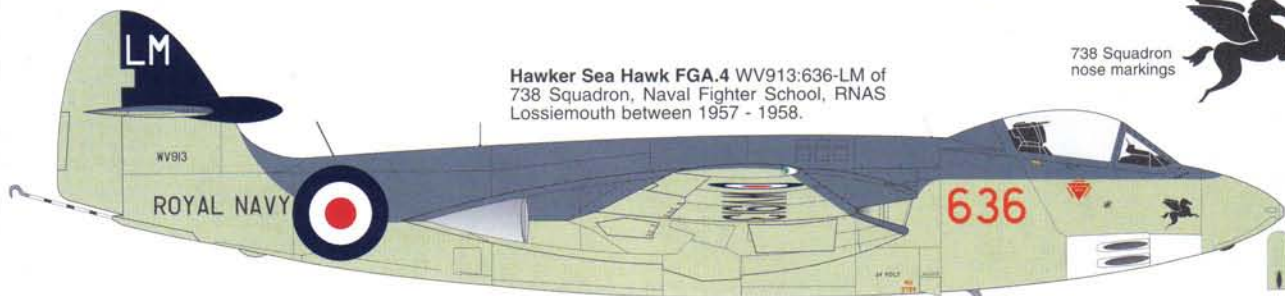 LM
Hawker Sea Hawk FGA.4 WV913:636-LM of
738 Squadron, Naval Fighter School, RNAS
Lossiemouth between 1957 - 1958.
738 Squadron
nose markings
WV913
ROYAL NAVY
636